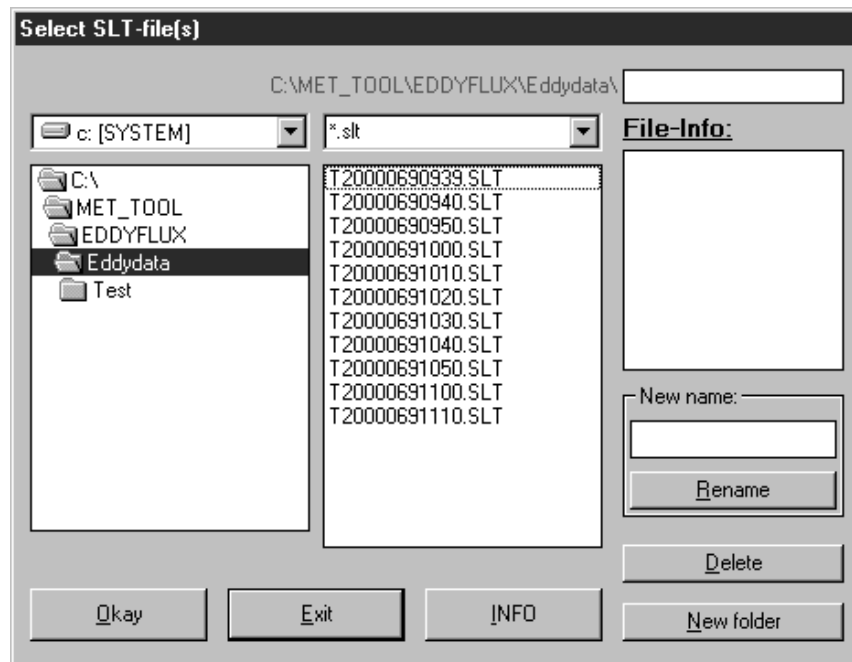 Select SLT-file(s)
C:\MET_TOOL\EDDYFLUX\Eddydata\
c: [SYSTEM]
*.slt
File-Info:
C:\
MET_TOOL
EDDYFLUX
Eddydata
Test
T20000690939.SLT
T20000690940.SLT
T20000690950.SLT
T20000691000.SLT
T20000691010.SLT
T20000691020.SLT
T20000691030.SLT
T20000691040.SLT
T20000691050.SLT
T20000691100.SLT
T20000691110.SLT
New name:
Rename
Delete
Okay
Exit
INFO
New folder